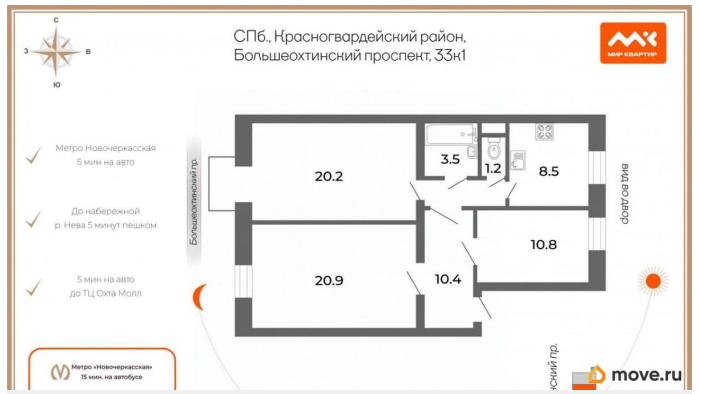 С
З
В
Ю
СПб., Красногвардейский район,
Большеохтинский проспект, 33к1
МИР КВАРТИР
Метро Новочеркасская
5 мин на авто
До набережной
р. Нева 5 минут пешком
5 мин на авто
до ТЦ Охта Молл
Метро «Новочеркасская»
15 мин. на автобусе
Большеохтинский пр.
20.2
3.5
1.2
8.5
20.9
10.4
10.8
вид во двор
нский пр.
move.ru